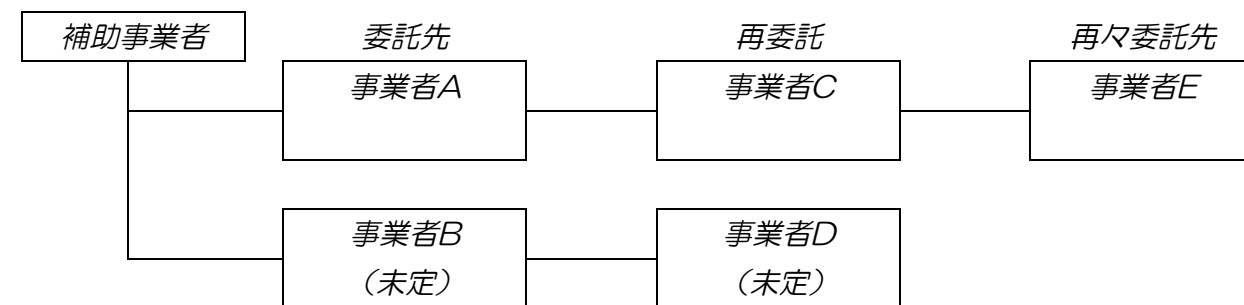 補助事業者
委託先
再委託
再々委託先
事業者A
事業者C
事業者E
事業者B
(未定)
事業者D
(未定)